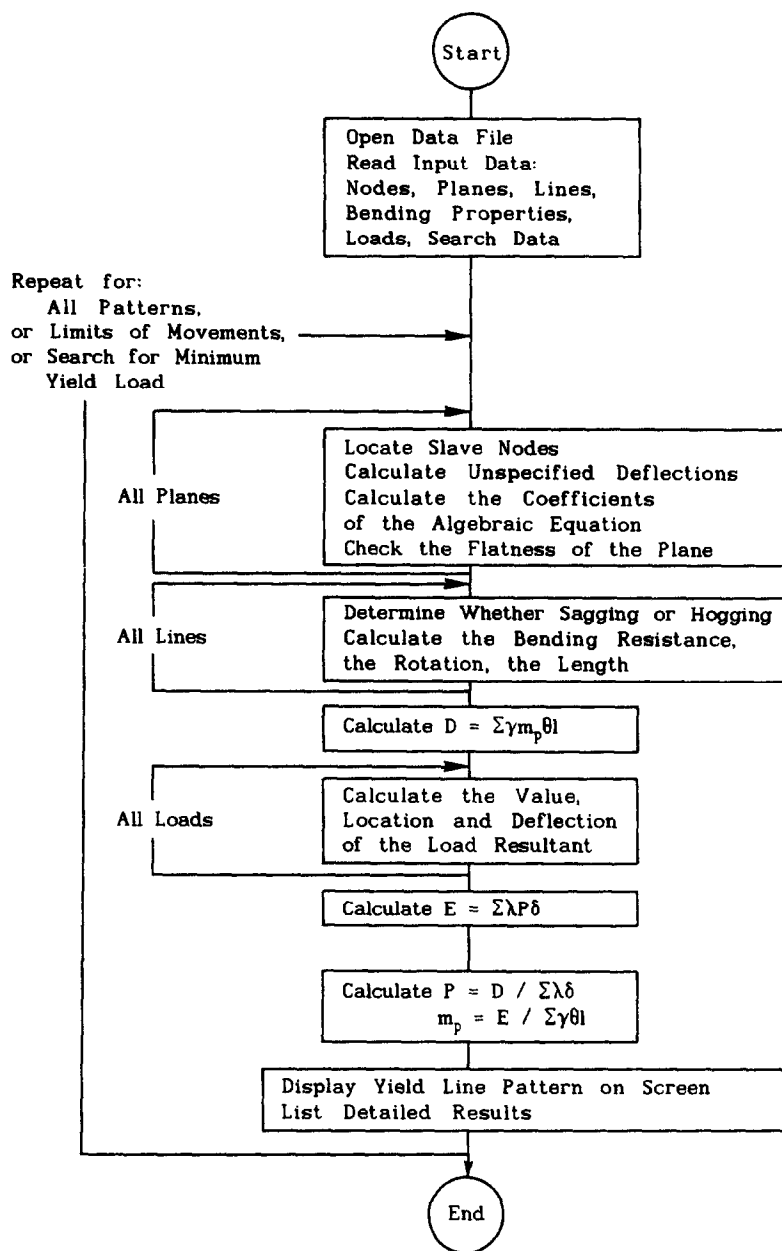 Start
Open Data File
Read Input Data:
Nodes, Planes, Lines,
Bending Properties,
Loads, Search Data
Repeat for:
All Patterns,
or Limits of Movements,
or Search for Minimum
Yield Load
All Planes
Locate Slave Nodes
Calculate Unspecified Deflections
Calculate the Coefficients
of the Algebraic Equation
Check the Flatness of the Plane
All Lines
Determine Whether Sagging or Hogging
Calculate the Bending Resistance,
the Rotation, the Length
Calculate D = Σγmpθl
All Loads
Calculate the Value,
Location and Deflection
of the Load Resultant
Calculate E = ΣλPδ
Calculate P = D / Σλδ
mp = E / Σγθl
Display Yield Line Pattern on Screen
List Detailed Results
End